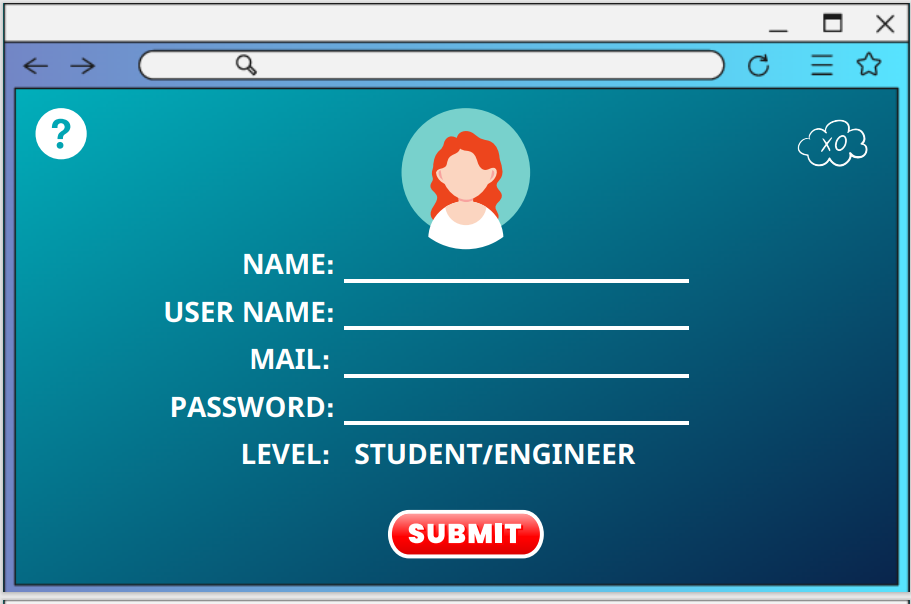 ?
XO
NAME:
USER NAME:
MAIL:
PASSWORD:
LEVEL: STUDENT/ENGINEER
SUBMIT